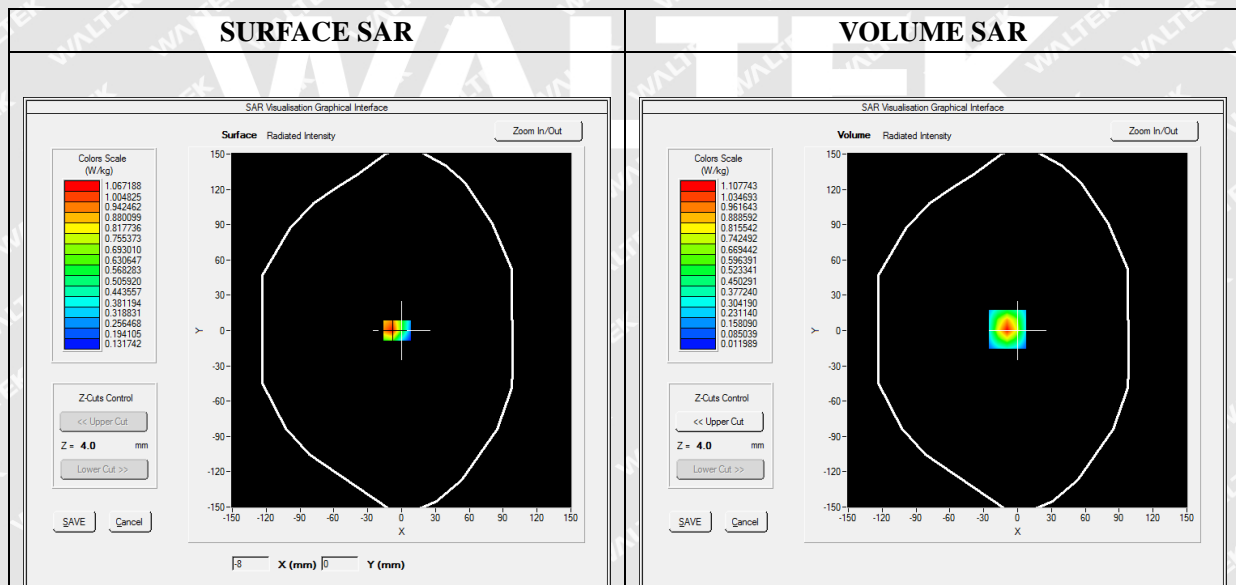 SURFACE SAR
VOLUME SAR
SAR Visualisation Graphical Interface
Surface Radiated Intensity
Zoom In/Out
Colors Scale
(W/kg)
1.067188
1.004825
0.942462
0.880099
0.817736
0.755373
0.693010
0.630647
0.568283
0.505920
0.443557
0.381194
0.318831
0.256468
0.194105
0.131742
Z-Cuts Control
<< Upper Cut
Z = 4.0 mm
Lower Cut >>
SAVE Cancel
150
120
90
60
30
0
-30
-60
-90
-120
-150
Y
-150 -120 -90 -60 -30 0 30 60 90 120 150
X
-8 X (mm) 0 Y (mm)
SAR Visualisation Graphical Interface
Volume Radiated Intensity
Zoom In/Out
Colors Scale
(W/kg)
1.107743
1.034693
0.961643
0.888592
0.815542
0.742492
0.669442
0.596391
0.523341
0.450291
0.377240
0.304190
0.231140
0.158090
0.085039
0.011989
Z-Cuts Control
<< Upper Cut
Z = 4.0 mm
Lower Cut >>
SAVE Cancel
150
120
90
60
30
0
-30
-60
-90
-120
-150
Y
-150 -120 -90 -60 -30 0 30 60 90 120 150
X
WALTEK